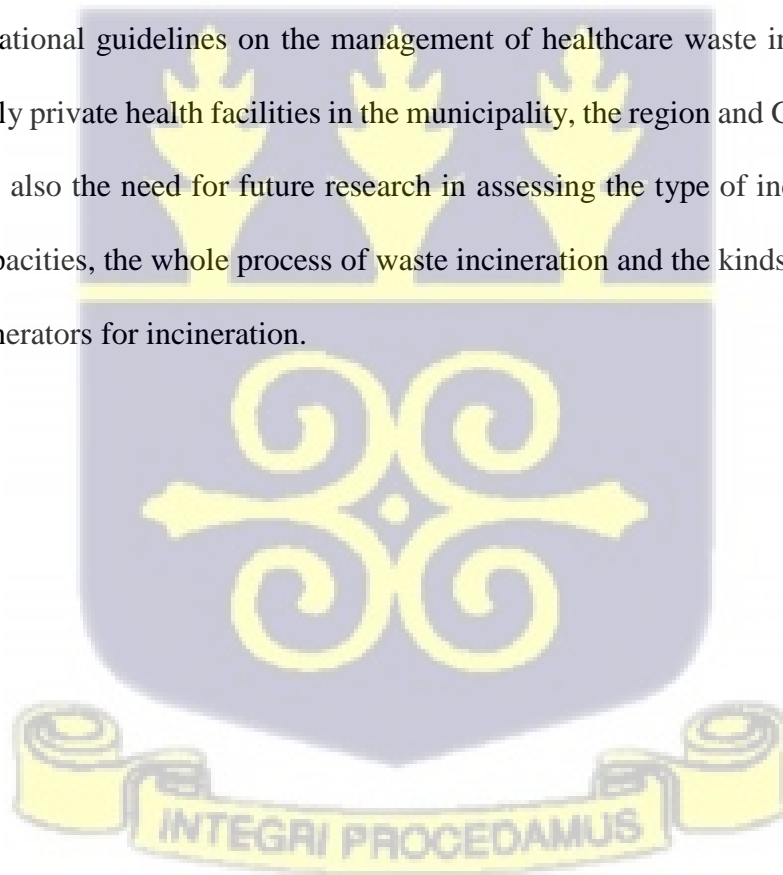 ational guidelines on the management of healthcare waste in
ly private health facilities in the municipality, the region and
also the need for future research in assessing the type of
pacities, the whole process of waste incineration and the kinds
nerators for incineration.
INTEGRI PROCEDAMUS